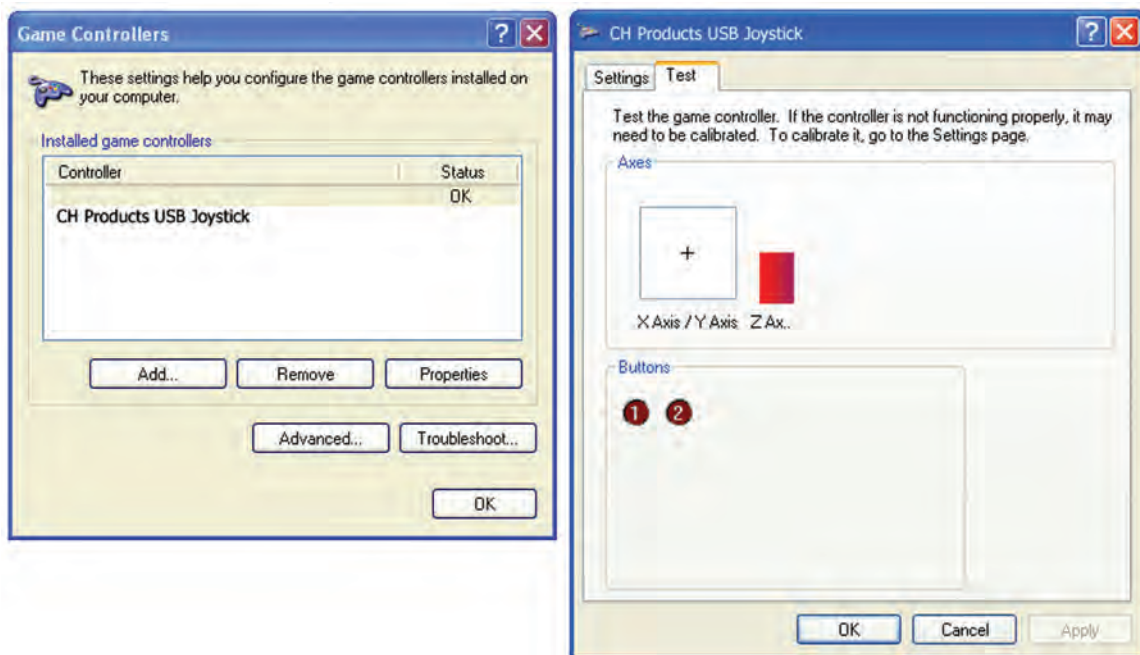 Game Controllers
These settings help you configure the game controllers installed on
your computer.
Installed game controllers
Controller Status
OK
CH Products USB Joystick
Add... Remove Properties
Advanced... Troubleshoot...
OK
CH Products USB Joystick
Settings Test
Test the game controller. If the controller is not functioning properly, it may
need to be calibrated. To calibrate it, go to the Settings page.
Axes
X Axis / Y Axis Z Ax..
Buttons
1 2
OK Cancel Apply